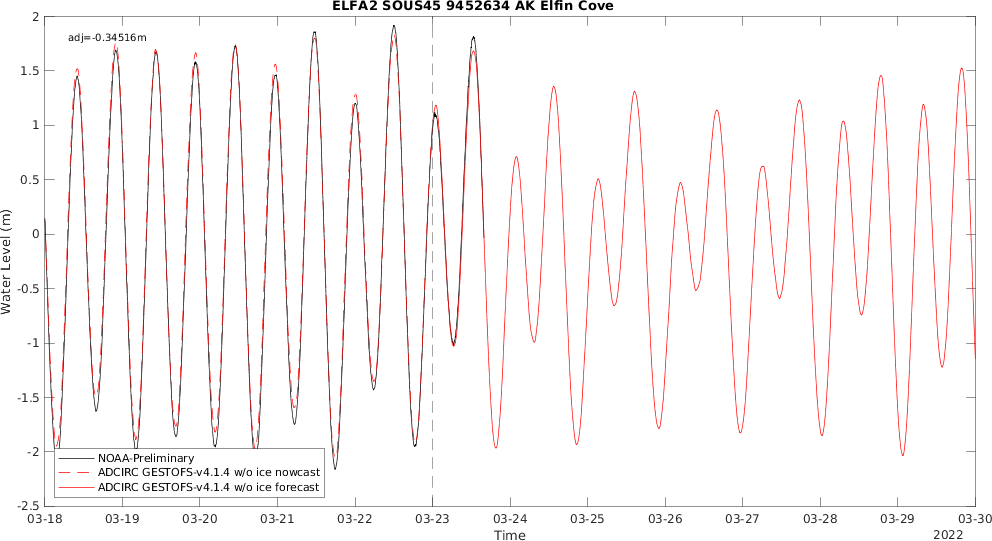 ELFA2 SOUS45 9452634 AK Elfin Cove
adj=-0.34516m
2
1.5
1
0.5
0
-0.5
-1
-1.5
-2
-2.5
Water Level (m)
NOAA-Preliminary
ADCIRC GESTOFS-v4.1.4 w/o ice nowcast
ADCIRC GESTOFS-v4.1.4 w/o ice forecast
03-18 03-19 03-20 03-21 03-22 03-23 03-24 03-25 03-26 03-27 03-28 03-29 03-30
Time
2022